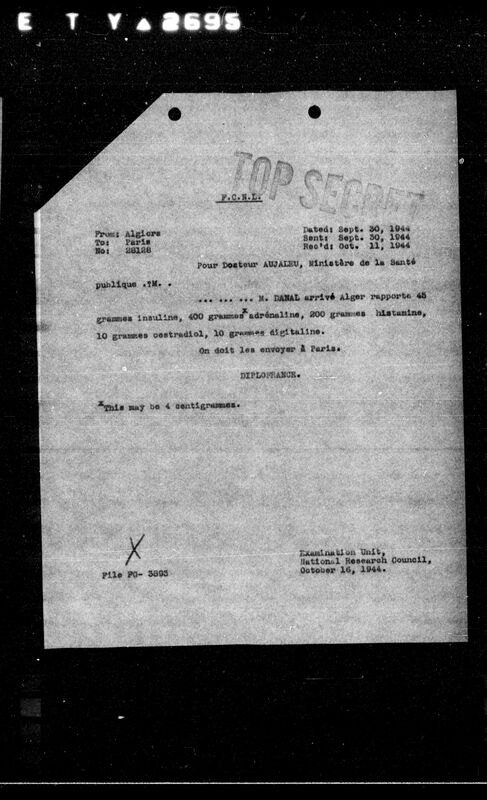 E T V ▲ 2695
TOP SECRET
F.C.N.L.
From: Algiers
To: Paris
No: 28128
Dated: Sept. 30, 1944
Sent: Sept. 30, 1944
Rec'd: Oct. 11, 1944
Pour Docteur AUJALEU, Ministère de la Santé
publique .TM. .
... ... ... M. DANAL arrivé Alger rapporte 45
grammes insuline, 400 grammes x adrénaline, 200 grammes histamine,
10 grammes oestradiol, 10 grammes digitaline.
On doit les envoyer à Paris.
DIPLOFRANCE.
x This may be 4 centigrammes.
X
File FC- 3893
Examination Unit,
National Research Council,
October 16, 1944.